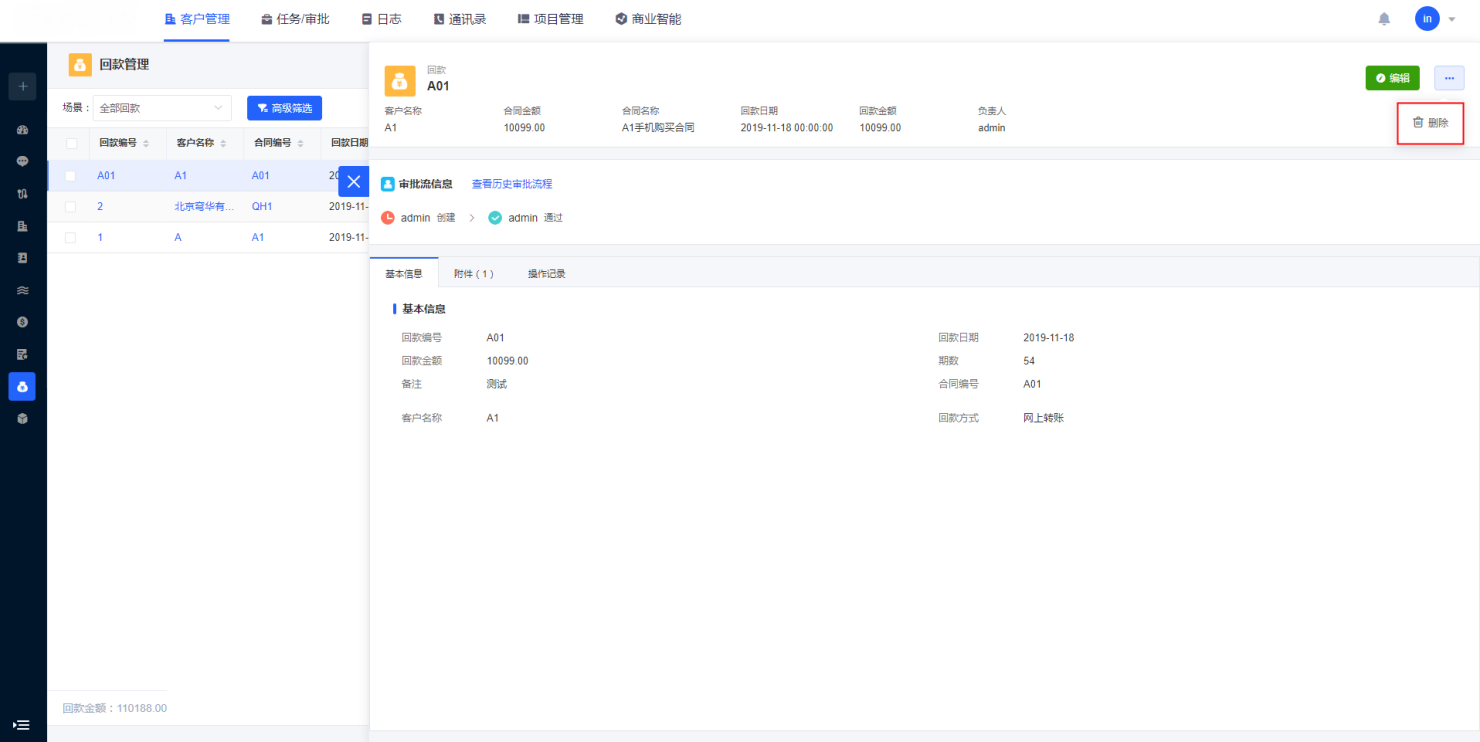 客户管理 任务/审批 日志 通讯录 项目管理 商业智能 in
回款管理
场景： 全部回款 高级筛选
回款编号 客户名称 合同编号 回款日期
A01 A1 A01 20
2 北京穹华有... QH1 2019-11-
1 A A1 2019-11-
回款金额：110188.00
回款
A01
编辑 ...
删除
客户名称 合同金额 合同名称 回款日期 回款金额 负责人
A1 10099.00 A1手机购买合同 2019-11-18 00:00:00 10099.00 admin
审批流信息 查看历史审批流程
admin 创建 > admin 通过
基本信息 附件（1） 操作记录
基本信息
回款编号 A01 回款日期 2019-11-18
回款金额 10099.00 期数 54
备注 测试 合同编号 A01
客户名称 A1 回款方式 网上转账